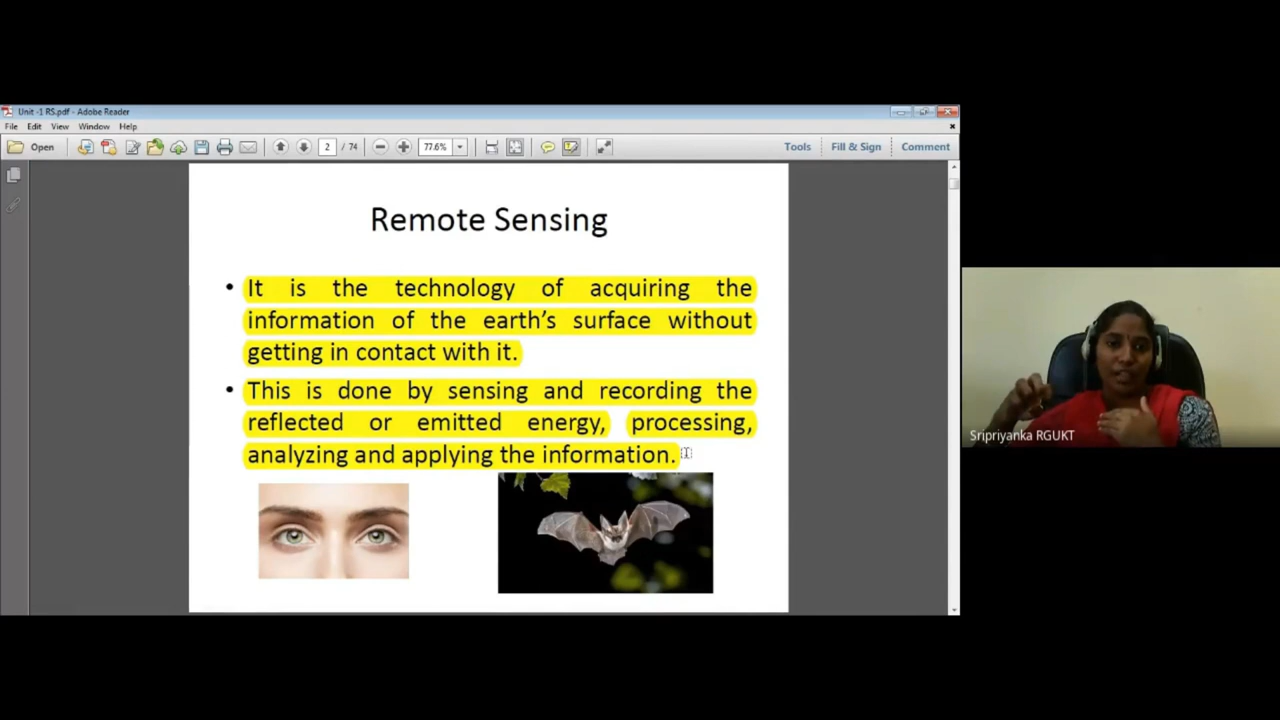 Unit -1 RS.pdf - Adobe Reader
File Edit View Window Help
Open 2 / 74 77.6% Tools Fill & Sign Comment
Remote Sensing
• It is the technology of acquiring the
information of the earth's surface without
getting in contact with it.
• This is done by sensing and recording the
reflected or emitted energy, processing,
analyzing and applying the information.
Sripriyanka RGUKT